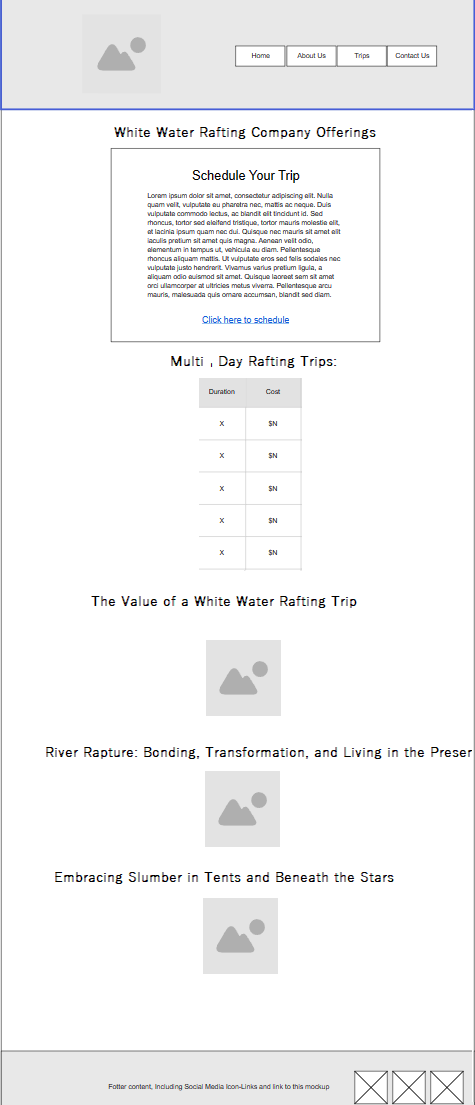 Home About Us Trips Contact Us
White Water Rafting Company Offerings
Schedule Your Trip
Lorem ipsum dolor sit amet, consectetur adipiscing elit. Nulla
quam velit, vulputate eu pharetra nec, mattis ac neque. Duis
vulputate commodo lectus, ac blandit elit tincidunt id. Sed
rhoncus, tortor sed eleifend tristique, tortor mauris molestie elit,
et lacinia ipsum quam nec dui. Quisque nec mauris sit amet elit
iaculis pretium sit amet quis magna. Aenean velit odio,
elementum in tempus ut, vehicula eu diam. Pellentesque
rhoncus aliquam mattis. Ut vulputate eros sed felis sodales nec
vulputate justo hendrerit. Vivamus varius pretium ligula, a
aliquam odio euismod sit amet. Quisque laoreet sem sit amet
orci ullamcorper at ultricies metus viverra. Pellentesque arcu
mauris, malesuada quis ornare accumsan, blandit sed diam.
Click here to schedule
Multi , Day Rafting Trips:
Duration Cost
X $N
X $N
X $N
X $N
X $N
The Value of a White Water Rafting Trip
River Rapture: Bonding, Transformation, and Living in the Preser
Embracing Slumber in Tents and Beneath the Stars
Fotter content, Including Social Media Icon-Links and link to this mockup